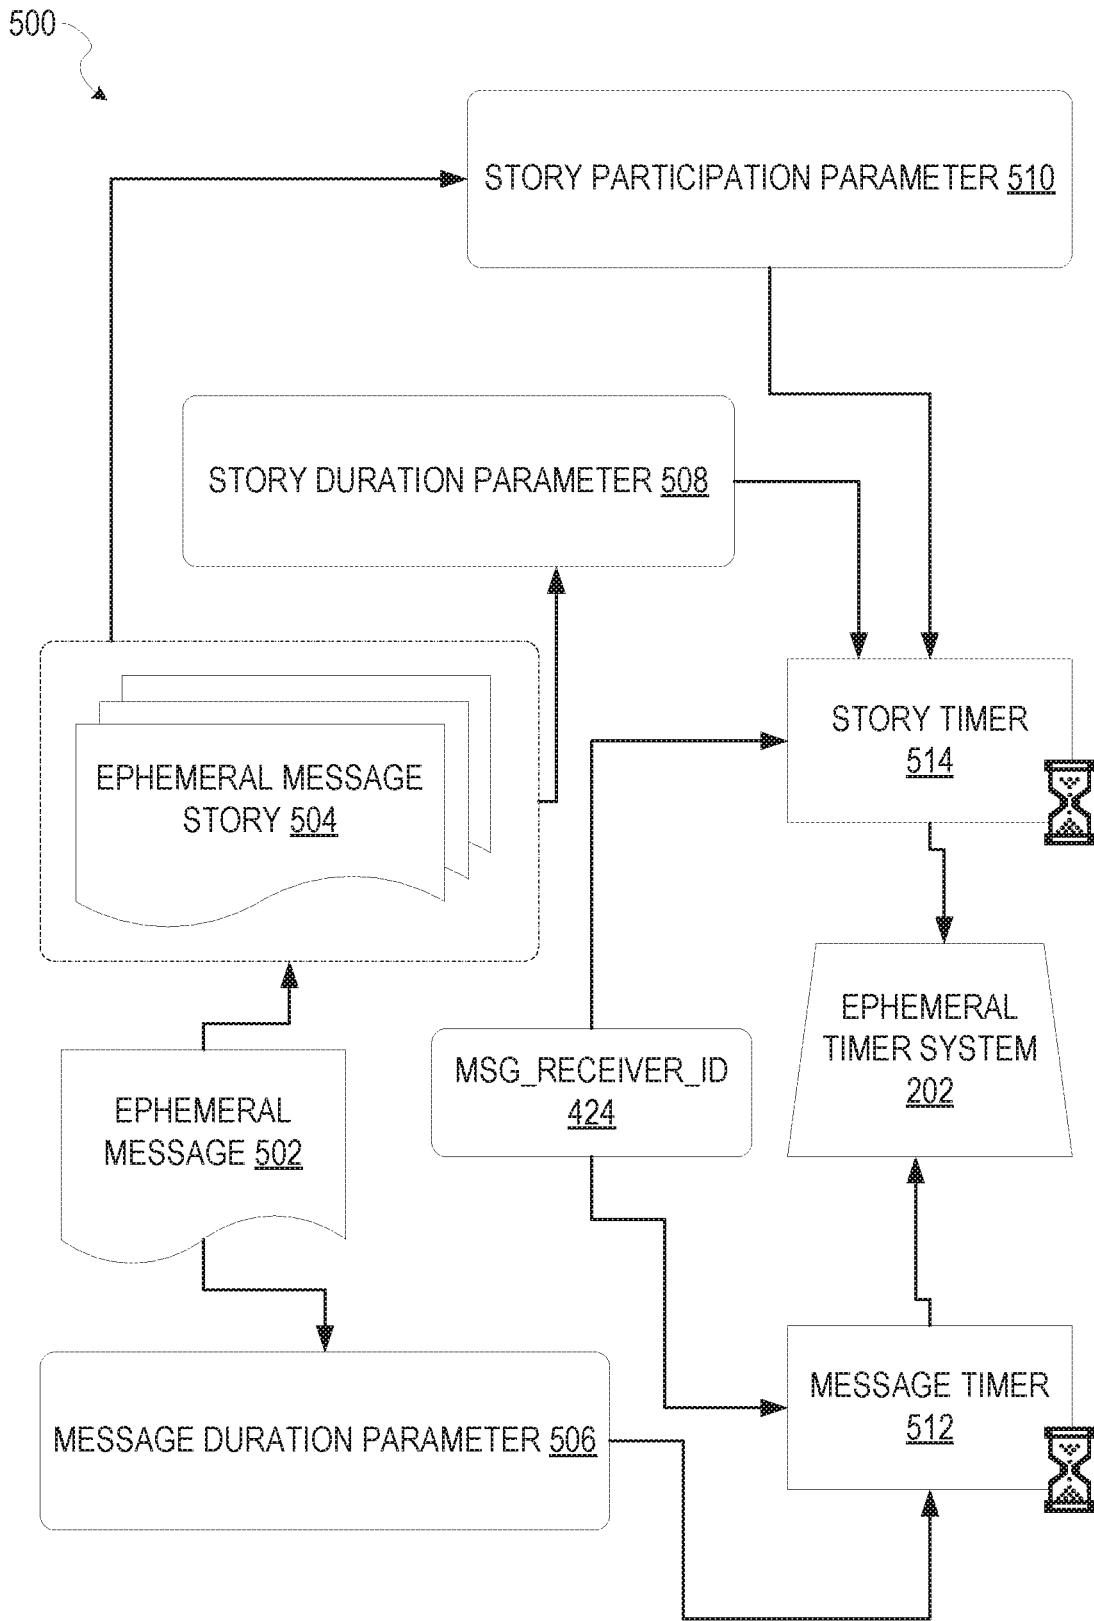 500
STORY PARTICIPATION PARAMETER 510
STORY DURATION PARAMETER 508
STORY TIMER
514
EPHEMERAL MESSAGE
STORY 504
EPHEMERAL
TIMER SYSTEM
202
MSG_RECEIVER_ID
424
EPHEMERAL
MESSAGE 502
MESSAGE TIMER
512
MESSAGE DURATION PARAMETER 506